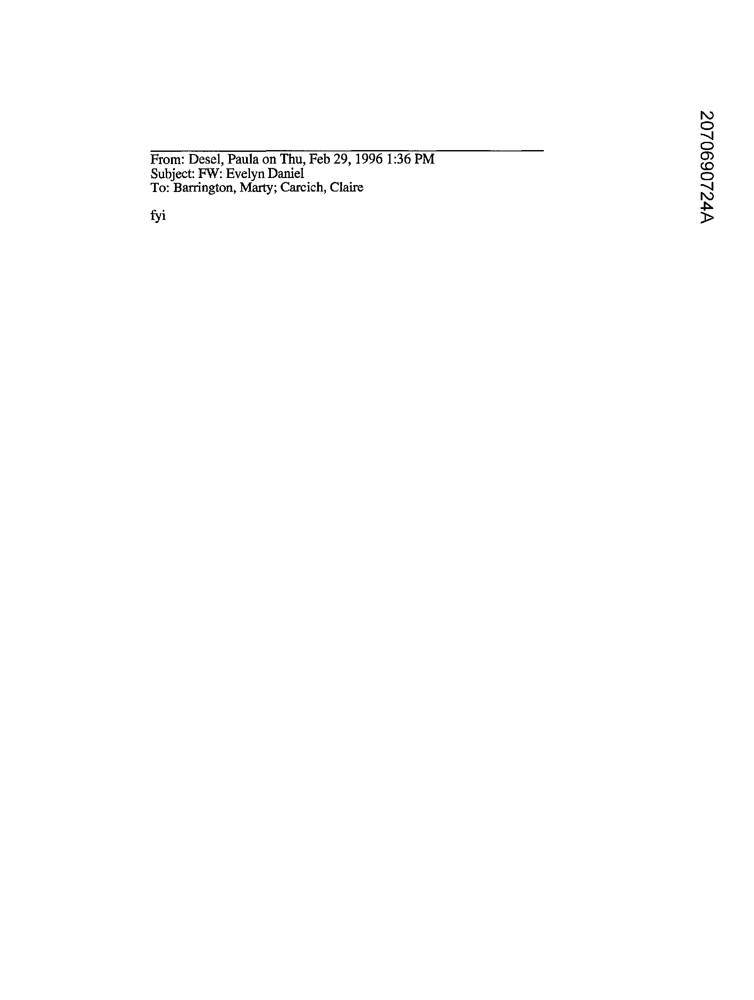 From: Desel, Paula on Thu, Feb 29, 1996 1:36 PM
Subject: FW: Evelyn Daniel
To: Barrington, Marty; Carcich, Claire
fyi
2070690724A